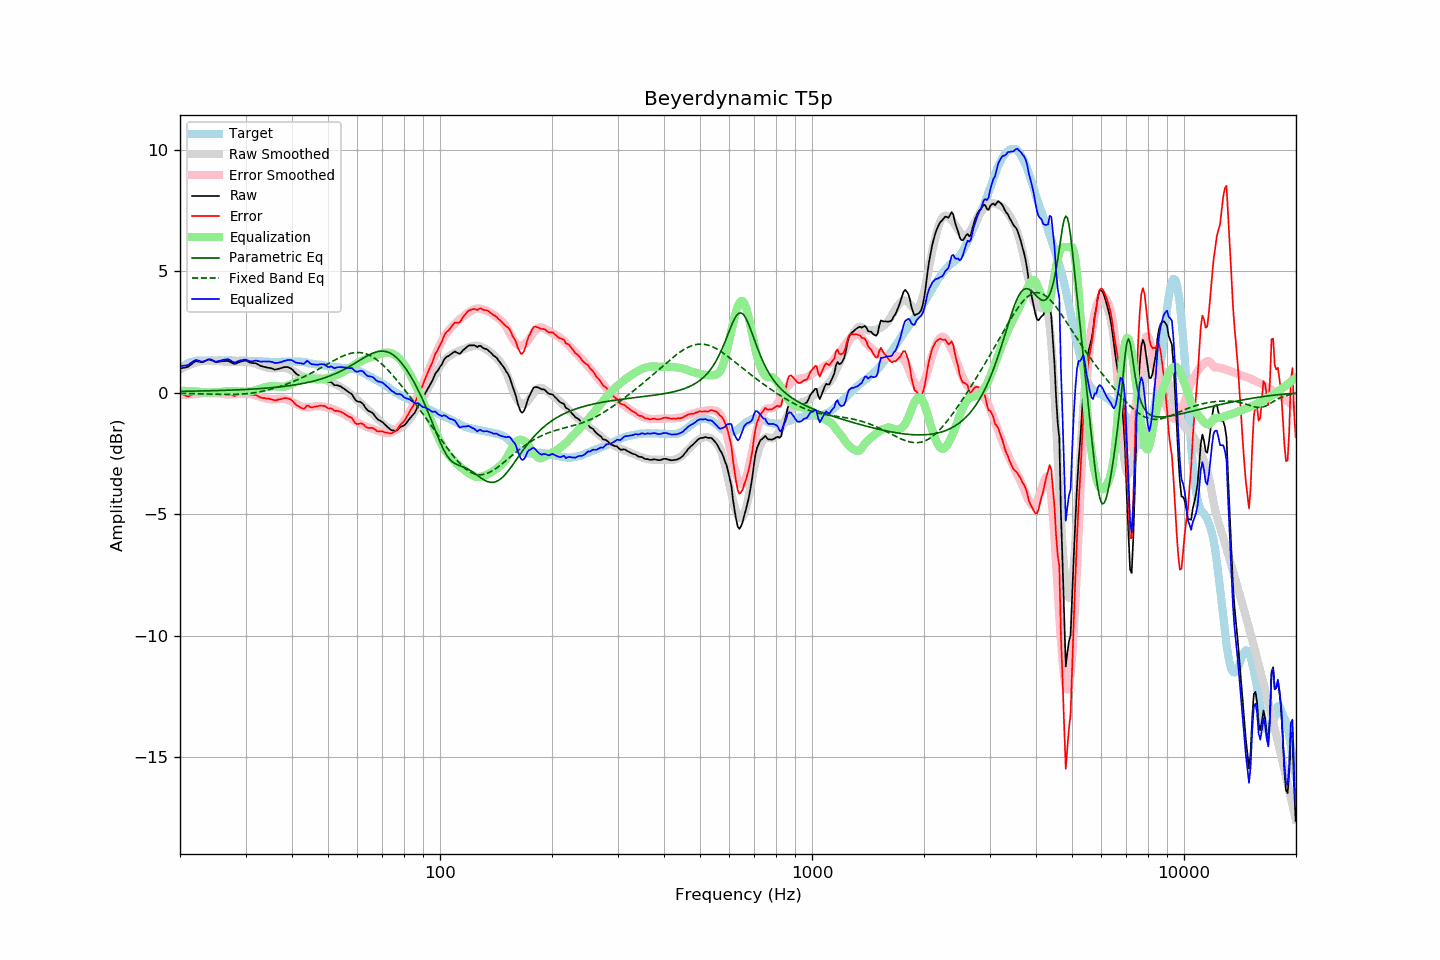 Beyerdynamic T5p
Target
Raw Smoothed
Error Smoothed
Raw
Error
Equalization
Parametric Eq
Fixed Band Eq
Equalized
10
5
0
−5
−10
−15
Amplitude (dBr)
100
1000
10000
Frequency (Hz)